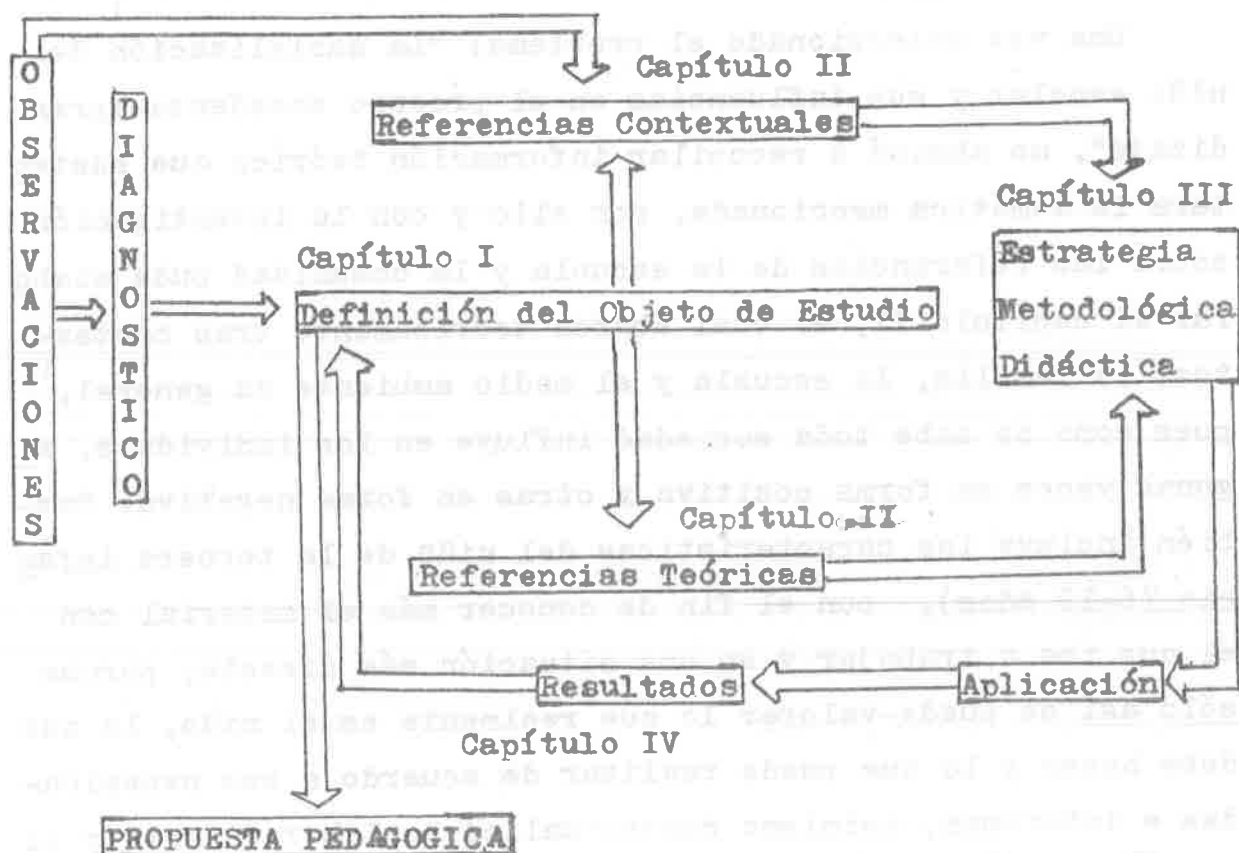 OBSERVACIONES
DIAGNOSTICO
Capítulo II
Referencias Contextuales
Capítulo III
Estrategia
Metodológica
Didáctica
Capítulo I
Definición del Objeto de Estudio
Capítulo II
Referencias Teóricas
Resultados
Aplicación
Capítulo IV
PROPUESTA PEDAGOGICA